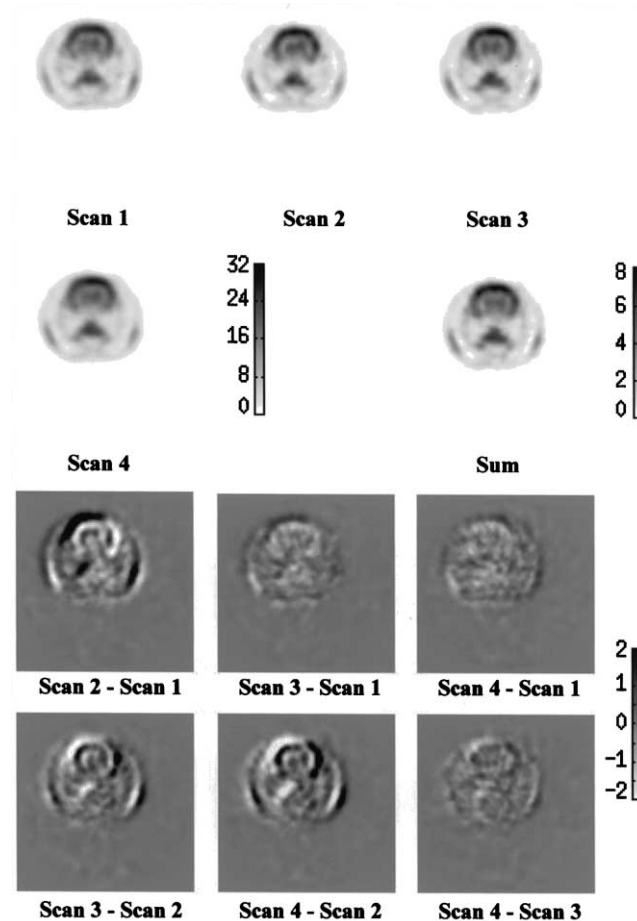 Scan 1
Scan 2
Scan 3
32
24
16
8
0
8
6
4
2
0
Scan 4
Sum
Scan 2 - Scan 1
Scan 3 - Scan 1
Scan 4 - Scan 1
2
1
0
-1
-2
Scan 3 - Scan 2
Scan 4 - Scan 2
Scan 4 - Scan 3